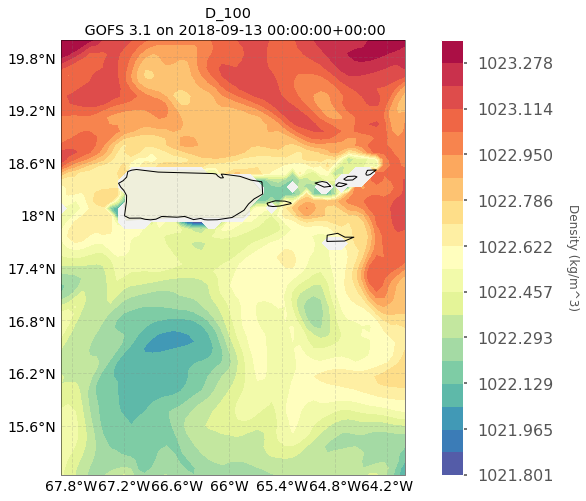 D_100
GOFS 3.1 on 2018-09-13 00:00:00+00:00
19.8°N
19.2°N
18.6°N
18°N
17.4°N
16.8°N
16.2°N
15.6°N
67.8°W 67.2°W 66.6°W 66°W 65.4°W 64.8°W 64.2°W
1023.278
1023.114
1022.950
1022.786
1022.622
1022.457
1022.293
1022.129
1021.965
1021.801
Density (kg/m^3)